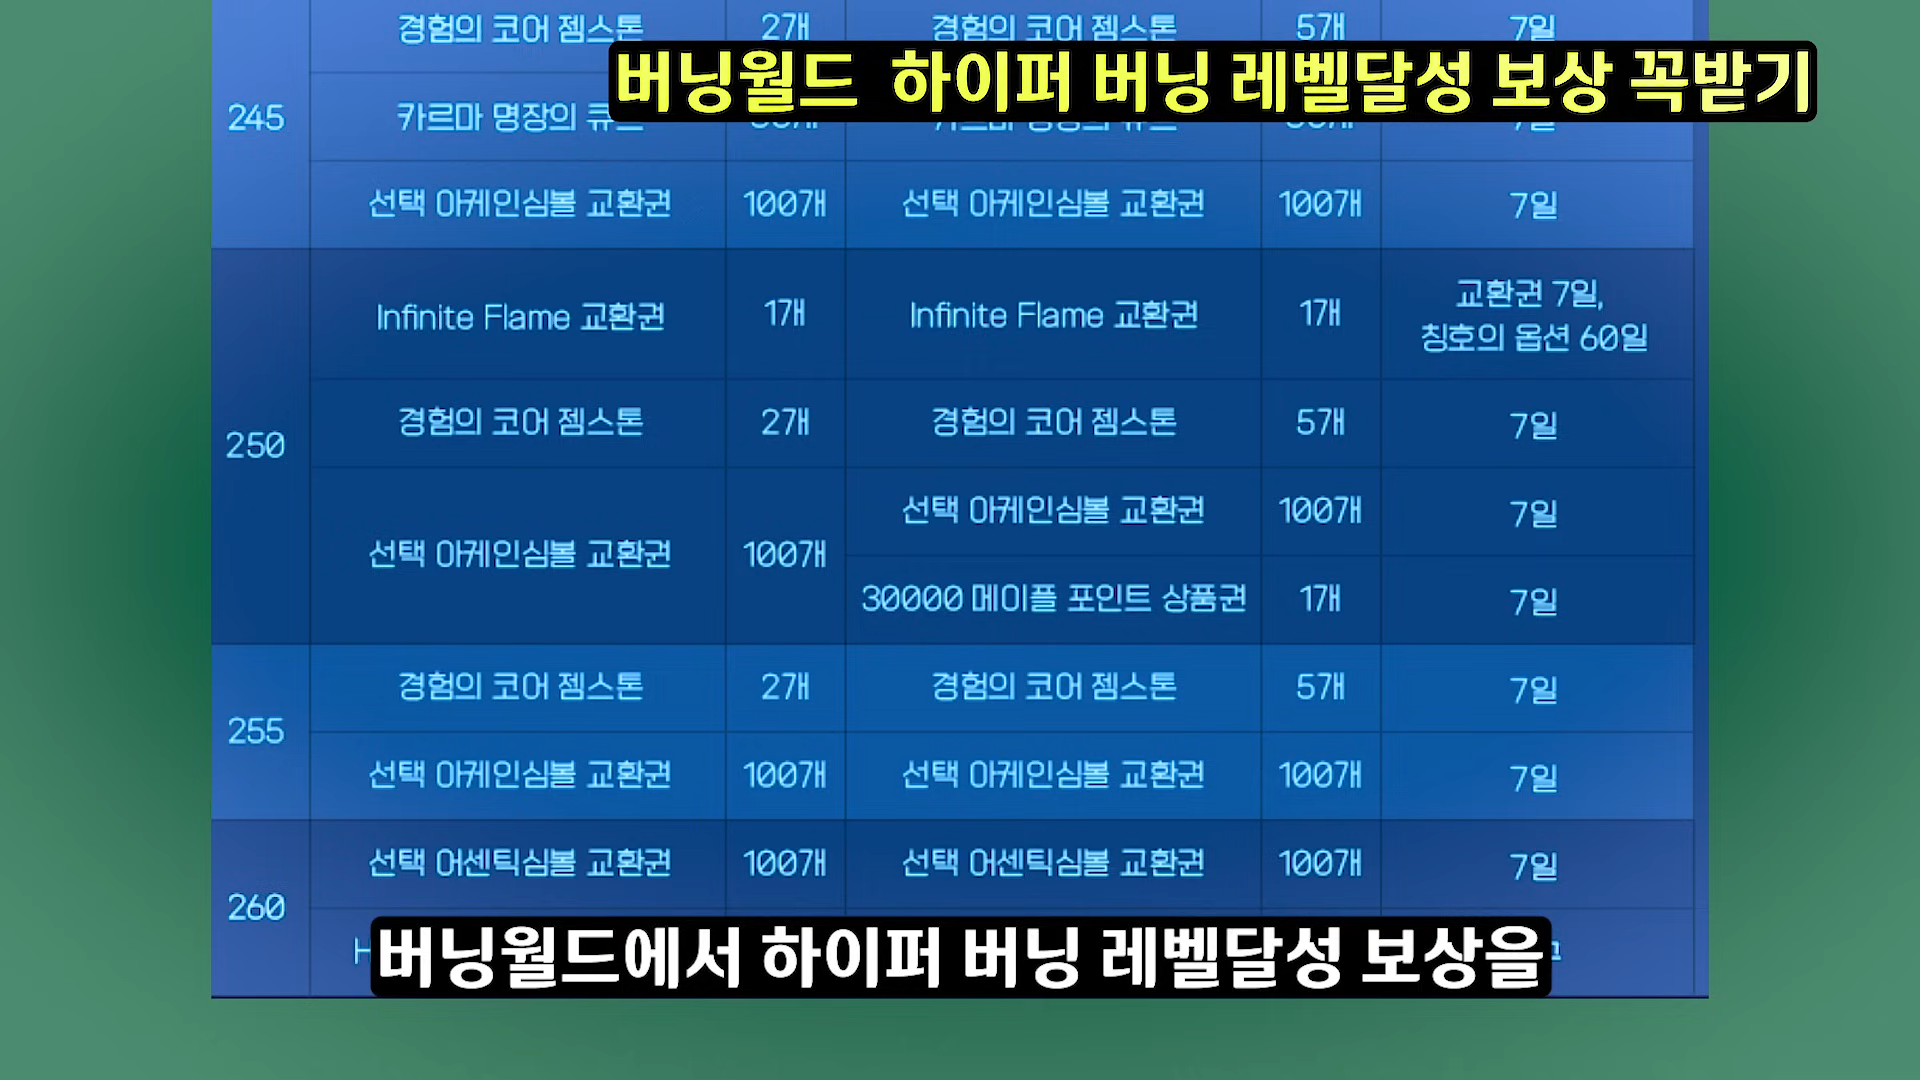 경험의 코어 젬스톤 2개 경험의 코어 젬스톤 5개 7일
버닝월드 하이퍼 버닝 레벨달성 보상 꼭받기
245 카르마 명장의
선택 아케인심볼 교환권 100개 선택 아케인심볼 교환권 100개 7일
Infinite Flame 교환권 1개 Infinite Flame 교환권 1개 교환권 7일,
칭호의 옵션 60일
250 경험의 코어 젬스톤 2개 경험의 코어 젬스톤 5개 7일
선택 아케인심볼 교환권 100개 선택 아케인심볼 교환권 100개 7일
30000 메이플 포인트 상품권 1개 7일
255 경험의 코어 젬스톤 2개 경험의 코어 젬스톤 5개 7일
선택 아케인심볼 교환권 100개 선택 아케인심볼 교환권 100개 7일
260 선택 어센틱심볼 교환권 100개 선택 어센틱심볼 교환권 100개 7일
버닝월드에서 하이퍼 버닝 레벨달성 보상을